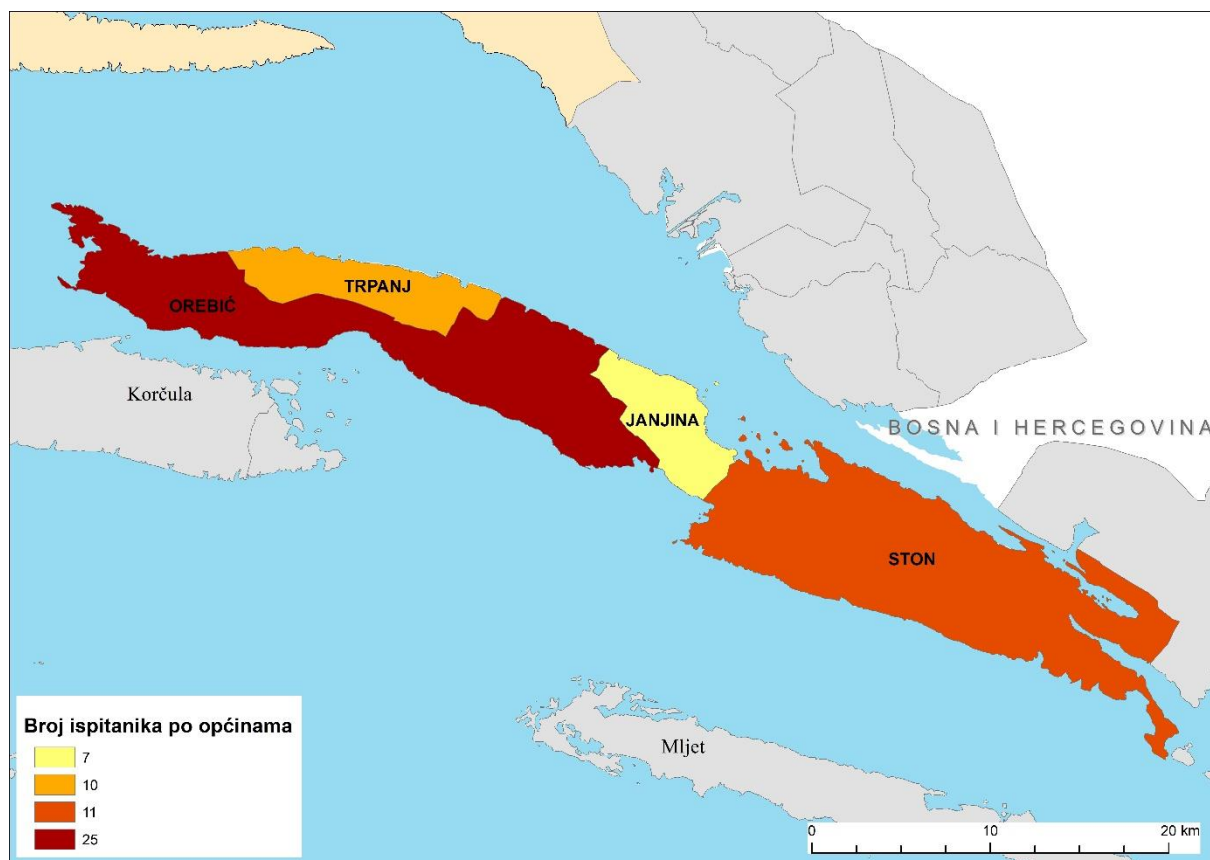 TRPANJ
OREBIĆ
Korčula
JANJINA
BOSNA I HERCEGOVINA
STON
Mljet
Broj ispitanika po općinama
7
10
11
25
0 10 20 km